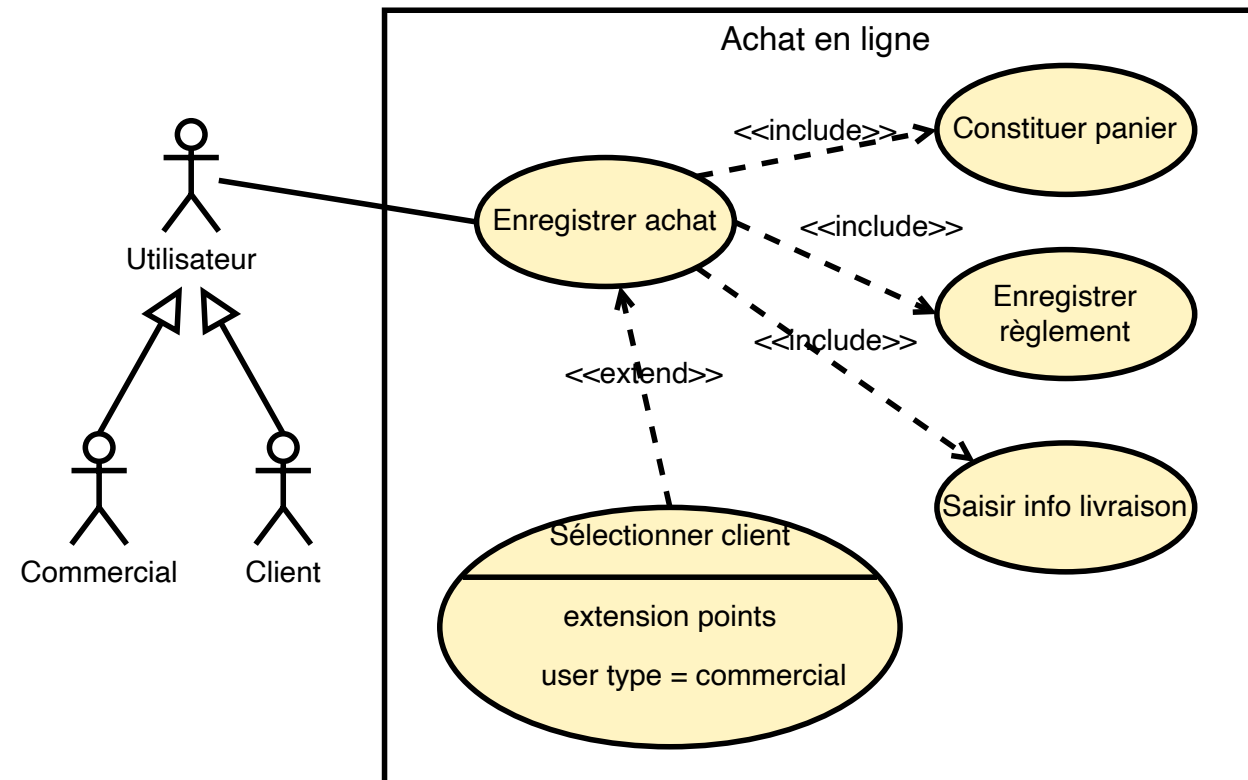 Achat en ligne
Constituer panier
<<include>>
Enregistrer achat
<<include>>
Utilisateur
Enregistrer
règlement
<<include>>
<<extend>>
Saisir info livraison
Sélectionner client
Commercial
Client
extension points
user type = commercial